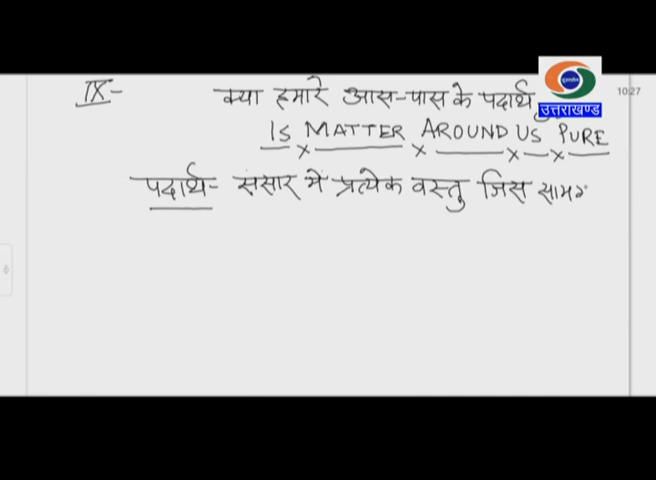 IX-
क्या हमारे आस-पास के पदार्थ
IS MATTER AROUND US PURE
पदार्थ- संसार मे प्रत्येक वस्तु जिस
उत्तराखण्ड
10:27